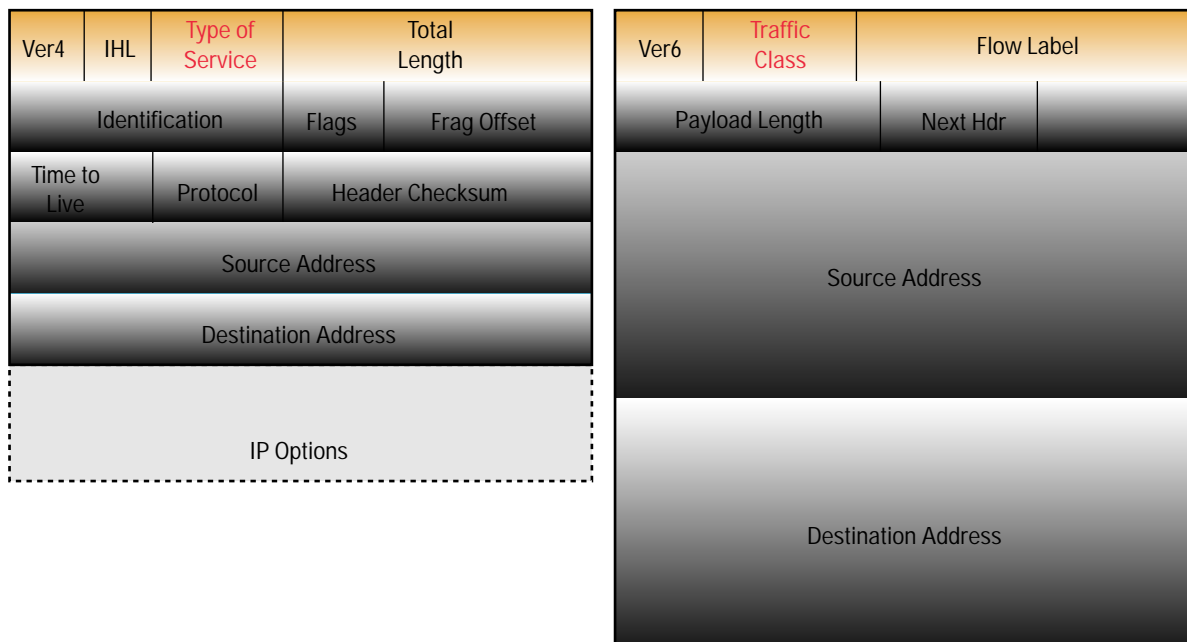 Ver4
IHL
Type of
Service
Total
Length
Identification
Flags
Frag Offset
Time to
Live
Protocol
Header Checksum
Source Address
Destination Address
IP Options
Ver6
Traffic
Class
Flow Label
Payload Length
Next Hdr
Source Address
Destination Address